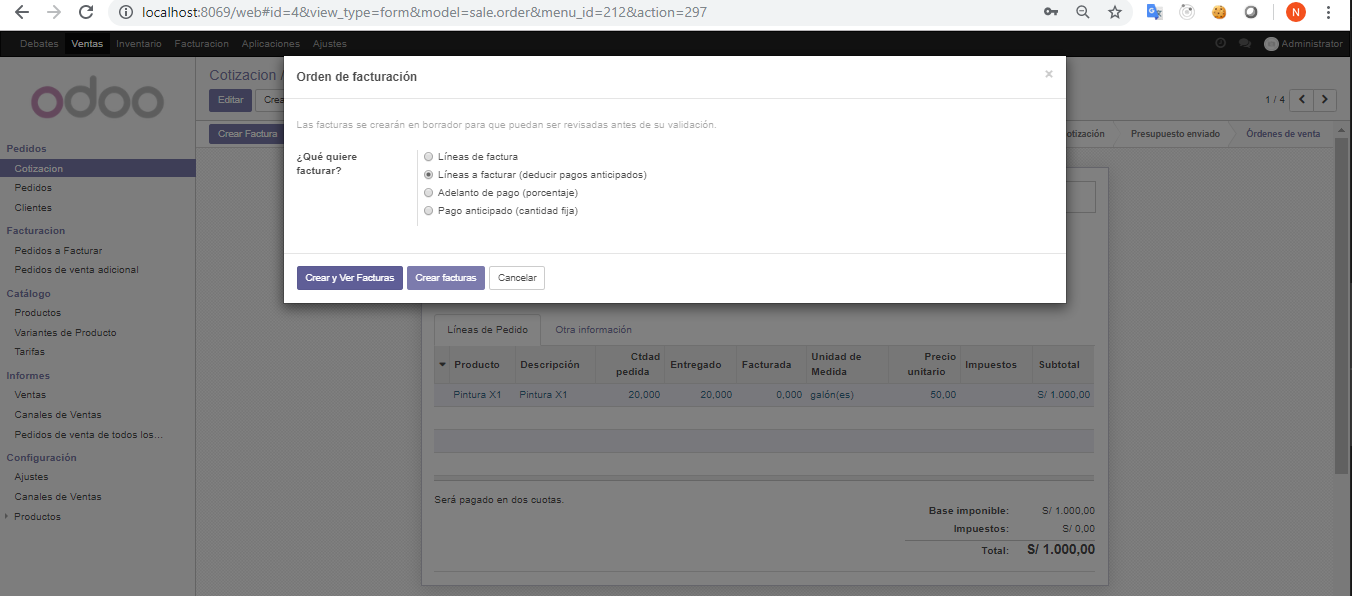 localhost:8069/web#id=4&view_type=form&model=sale.order&menu_id=212&action=297
N
Debates Ventas Inventario Facturacion Aplicaciones Ajustes Administrator
odoo
Cotizacion /
Editar Crea
1 / 4
Crear Factura
otización Presupuesto enviado Órdenes de venta
Pedidos
Cotizacion
Pedidos
Clientes
Facturacion
Pedidos a Facturar
Pedidos de venta adicional
Catálogo
Productos
Variantes de Producto
Tarifas
Informes
Ventas
Canales de Ventas
Pedidos de venta de todos los...
Configuración
Ajustes
Canales de Ventas
Productos
Orden de facturación ×
Las facturas se crearán en borrador para que puedan ser revisadas antes de su validación.
¿Qué quiere
facturar?
Líneas de factura
Líneas a facturar (deducir pagos anticipados)
Adelanto de pago (porcentaje)
Pago anticipado (cantidad fija)
Crear y Ver Facturas Crear facturas Cancelar
Líneas de Pedido Otra información
Producto Descripción Ctdad pedida Entregado Facturada Unidad de Medida Precio unitario Impuestos Subtotal
Pintura X1 Pintura X1 20,000 20,000 0,000 galón(es) 50,00 S/ 1.000,00
Será pagado en dos cuotas.
Base imponible: S/ 1.000,00
Impuestos: S/ 0,00
Total: S/ 1.000,00